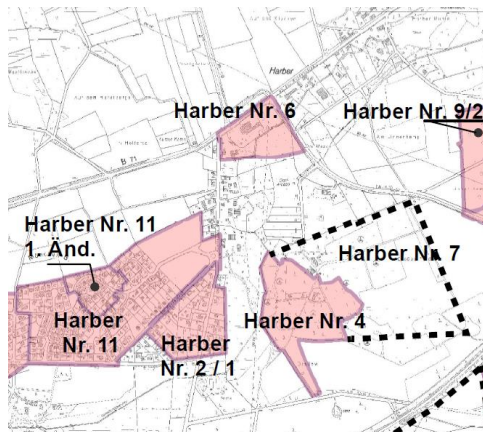 Harber
Harber Nr. 6
Harber Nr. 9/2
B 71
Harber Nr. 11
1. Änd.
Harber Nr. 7
Harber
Nr. 11
Harber
Nr. 2 / 1
Harber Nr. 4